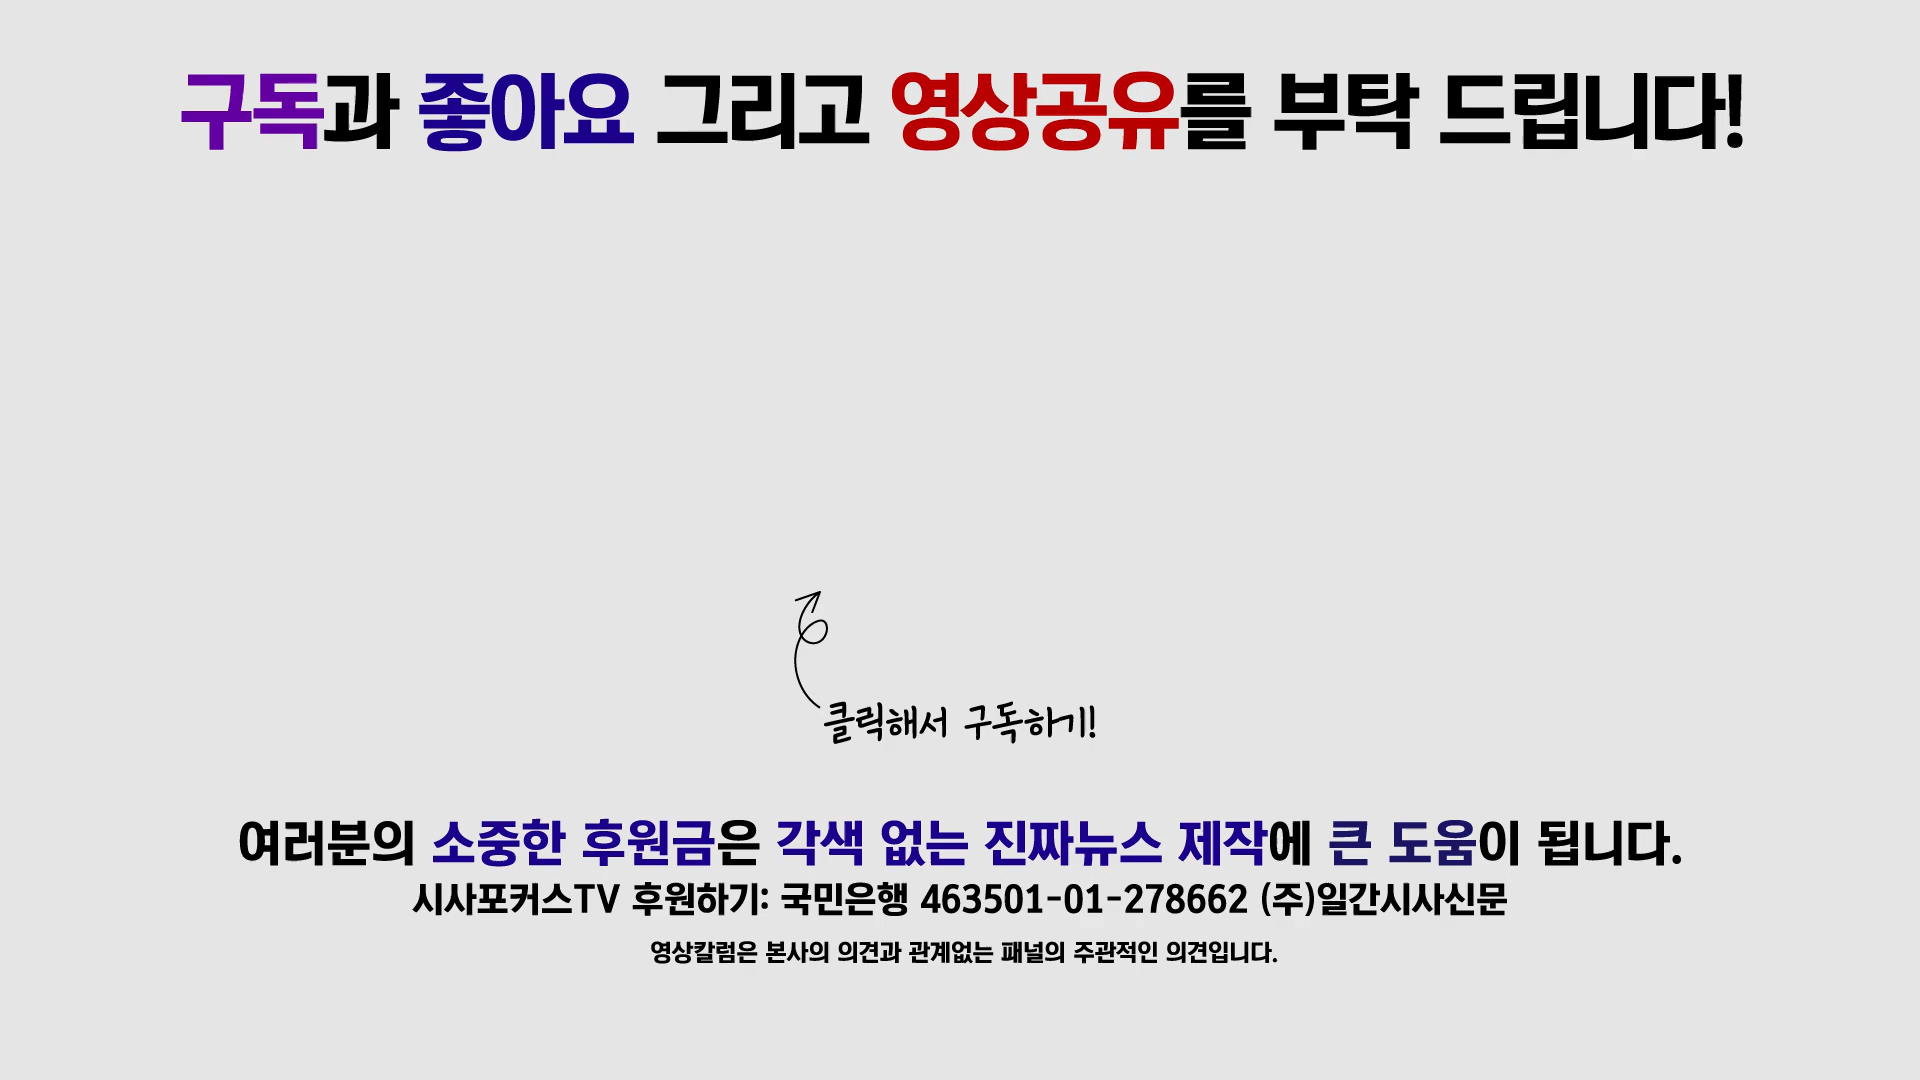 구독과 좋아요 그리고 영상공유를 부탁 드립니다!
클릭해서 구독하기!
여러분의 소중한 후원금은 각색 없는 진짜뉴스 제작에 큰 도움이 됩니다.
시사포커스TV 후원하기: 국민은행 463501-01-278662 (주)일간시사신문
영상칼럼은 본사의 의견과 관계없는 패널의 주관적인 의견입니다.